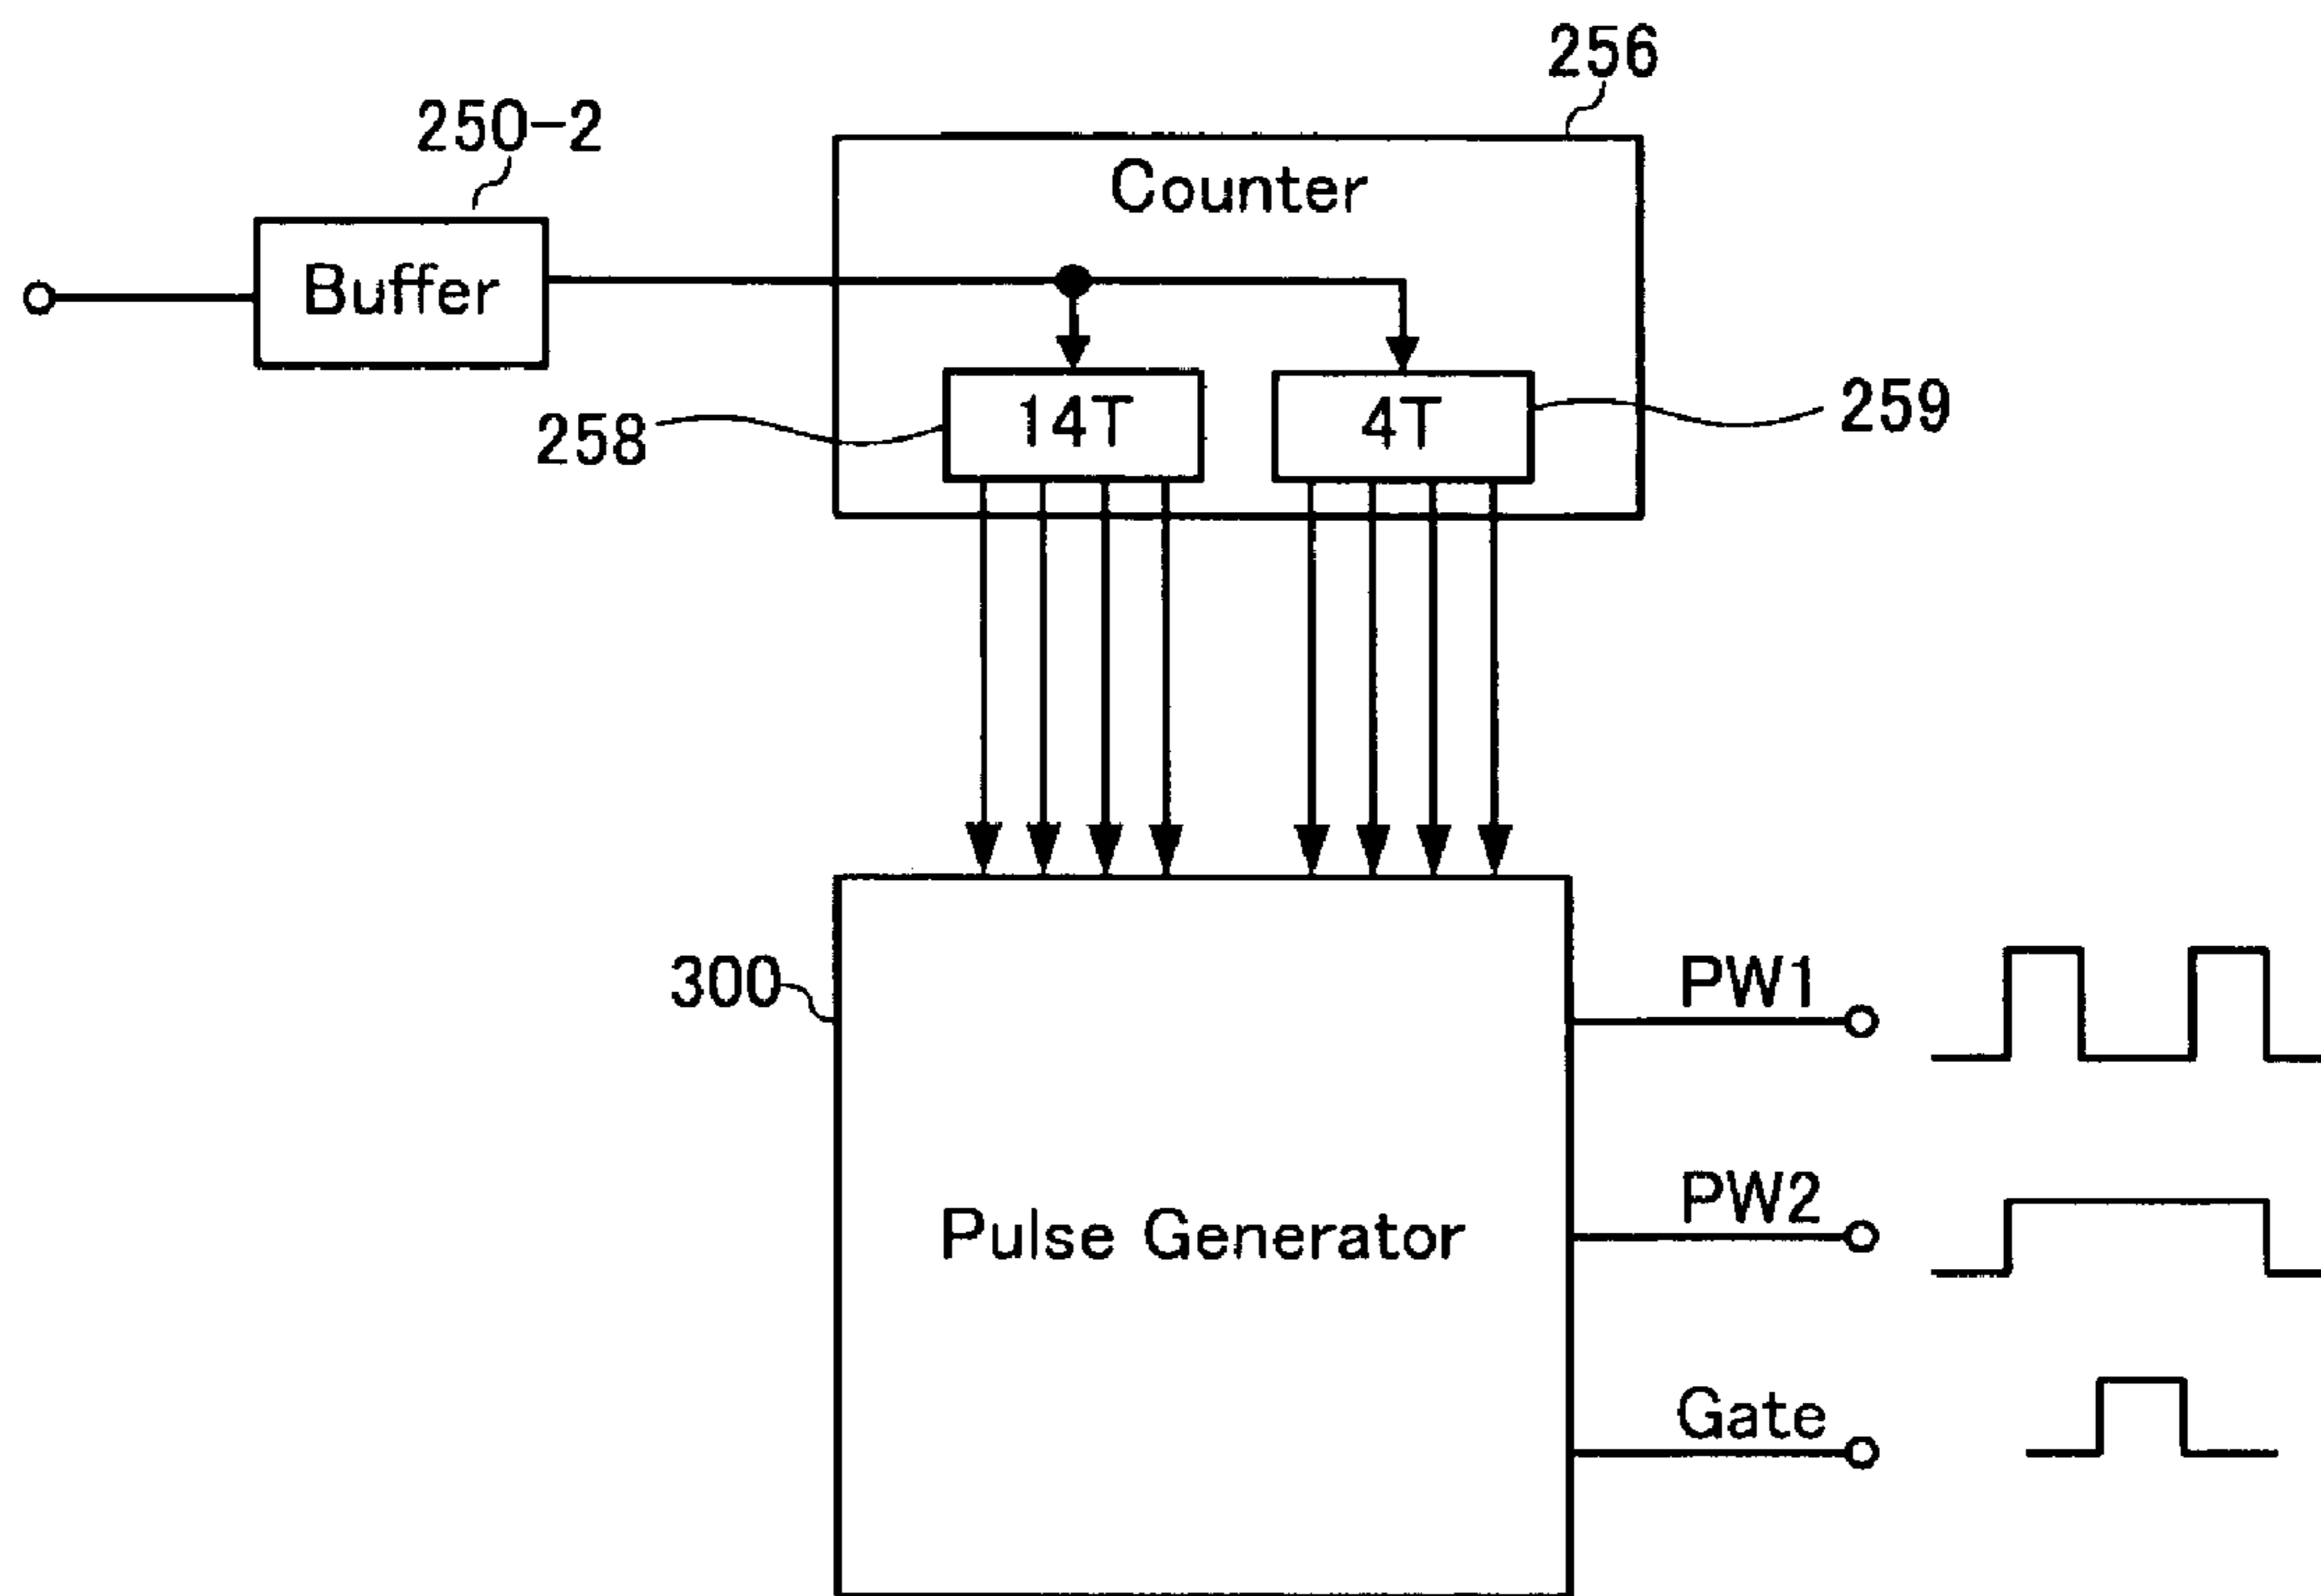 256
250-2
Counter
Buffer
14T
4T
258
259
300
PW1
PW2
Pulse Generator
Gate